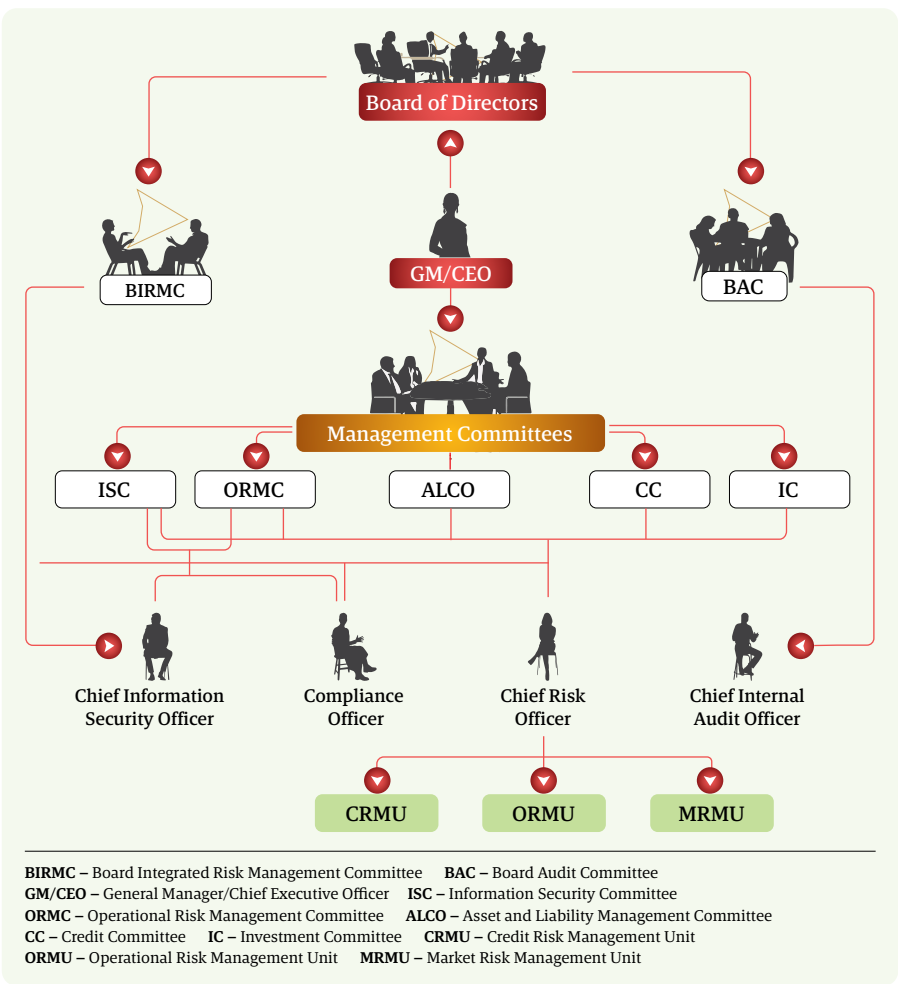 Board of Directors
GM/CEO
BIRMC
BAC
Management Committees
ISC
ORMC
ALCO
CC
IC
Chief Information
Security Officer
Compliance
Officer
Chief Risk
Officer
Chief Internal
Audit Officer
CRMU
ORMU
MRMU
BIRMC – Board Integrated Risk Management Committee BAC – Board Audit Committee
GM/CEO – General Manager/Chief Executive Officer ISC – Information Security Committee
ORMC – Operational Risk Management Committee ALCO – Asset and Liability Management Committee
CC – Credit Committee IC – Investment Committee CRMU – Credit Risk Management Unit
ORMU – Operational Risk Management Unit MRMU – Market Risk Management Unit